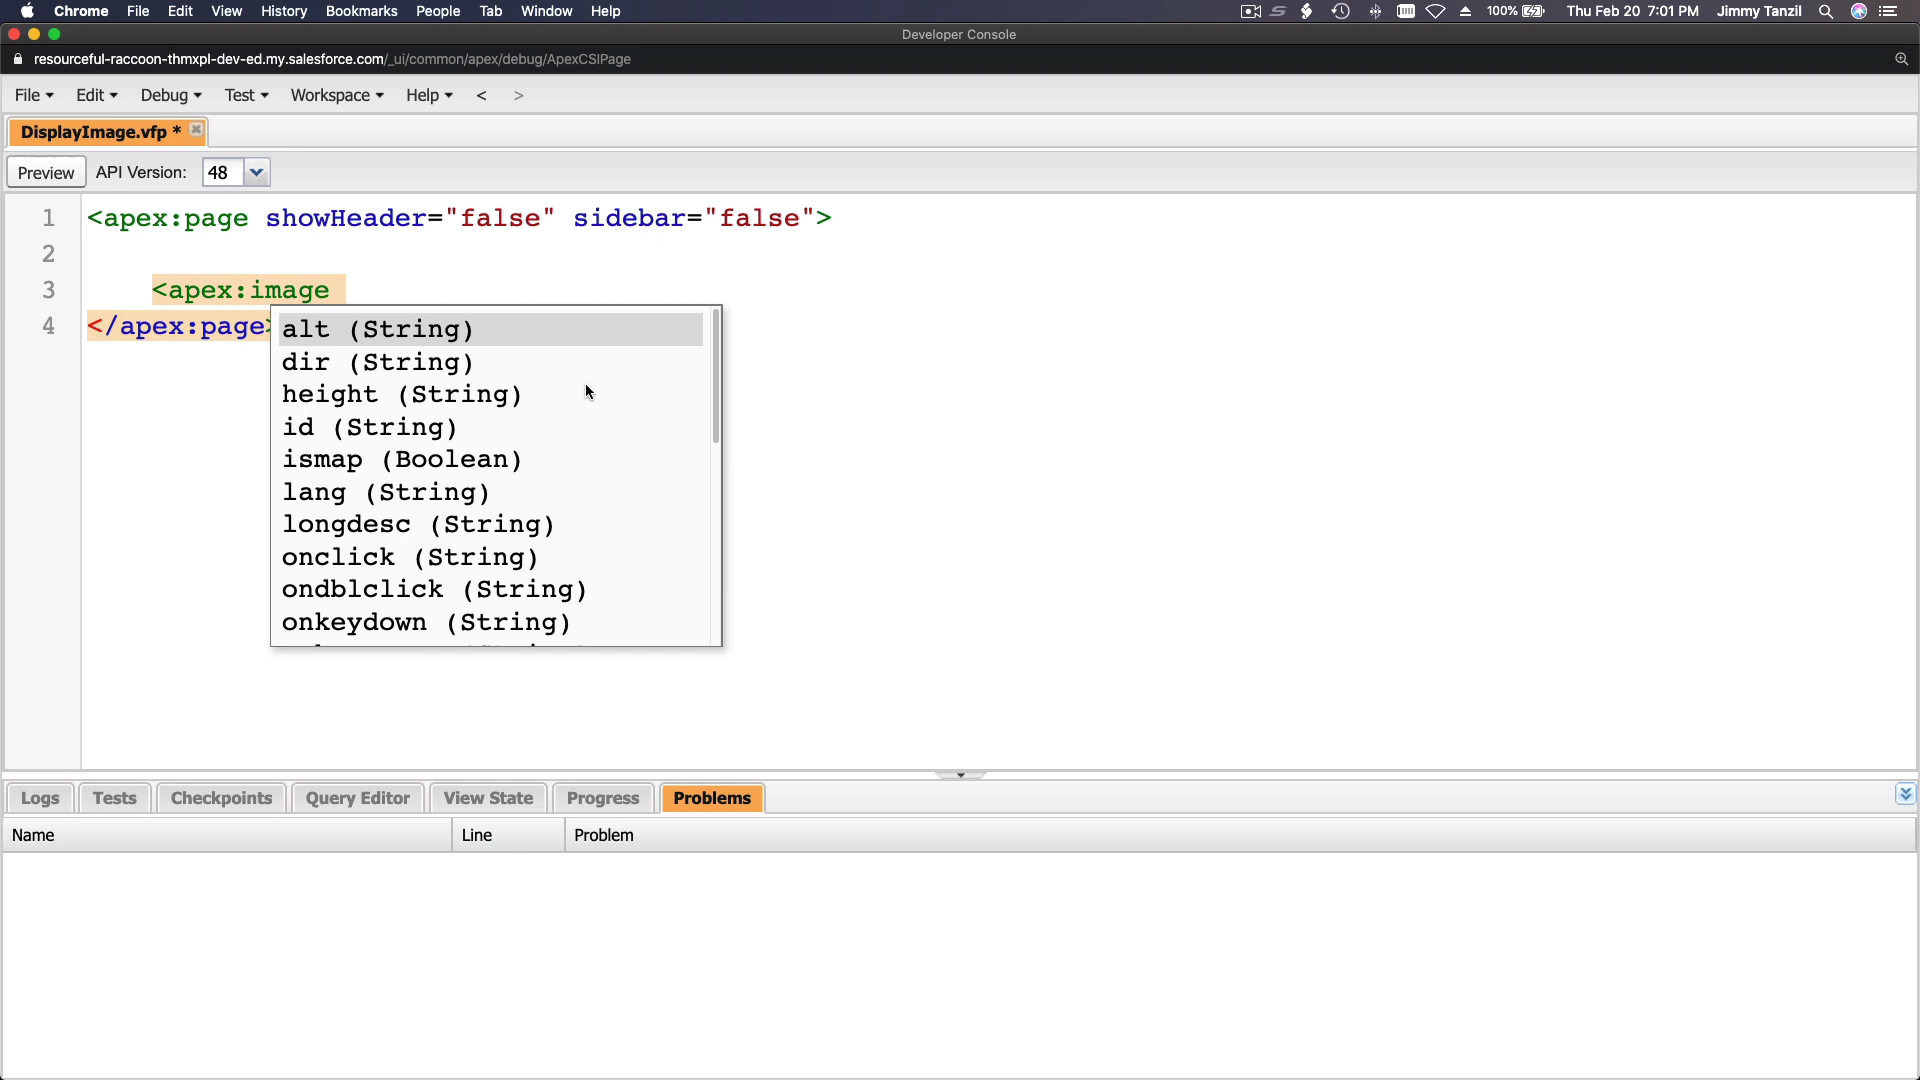 Chrome File Edit View History Bookmarks People Tab Window Help 100% Thu Feb 20 7:01 PM Jimmy Tanzil
Developer Console
resourceful-raccoon-thmxpl-dev-ed.my.salesforce.com/_ui/common/apex/debug/ApexCSIPage
File Edit Debug Test Workspace Help < >
DisplayImage.vfp *
Preview API Version: 48
1 <apex:page showHeader="false" sidebar="false">
2
3 <apex:image
4 </apex:page>
alt (String)
dir (String)
height (String)
id (String)
ismap (Boolean)
lang (String)
longdesc (String)
onclick (String)
ondblclick (String)
onkeydown (String)
Logs Tests Checkpoints Query Editor View State Progress Problems
Name Line Problem